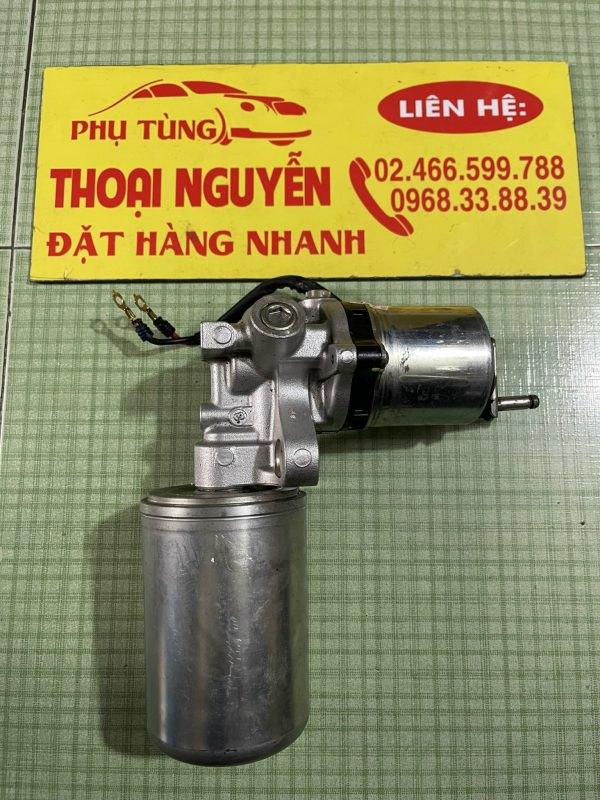 PHỤ TÙNG
THOẠI NGUYỄN
ĐẶT HÀNG NHANH
LIÊN HỆ:
02.466.599.788
0968.33.88.39